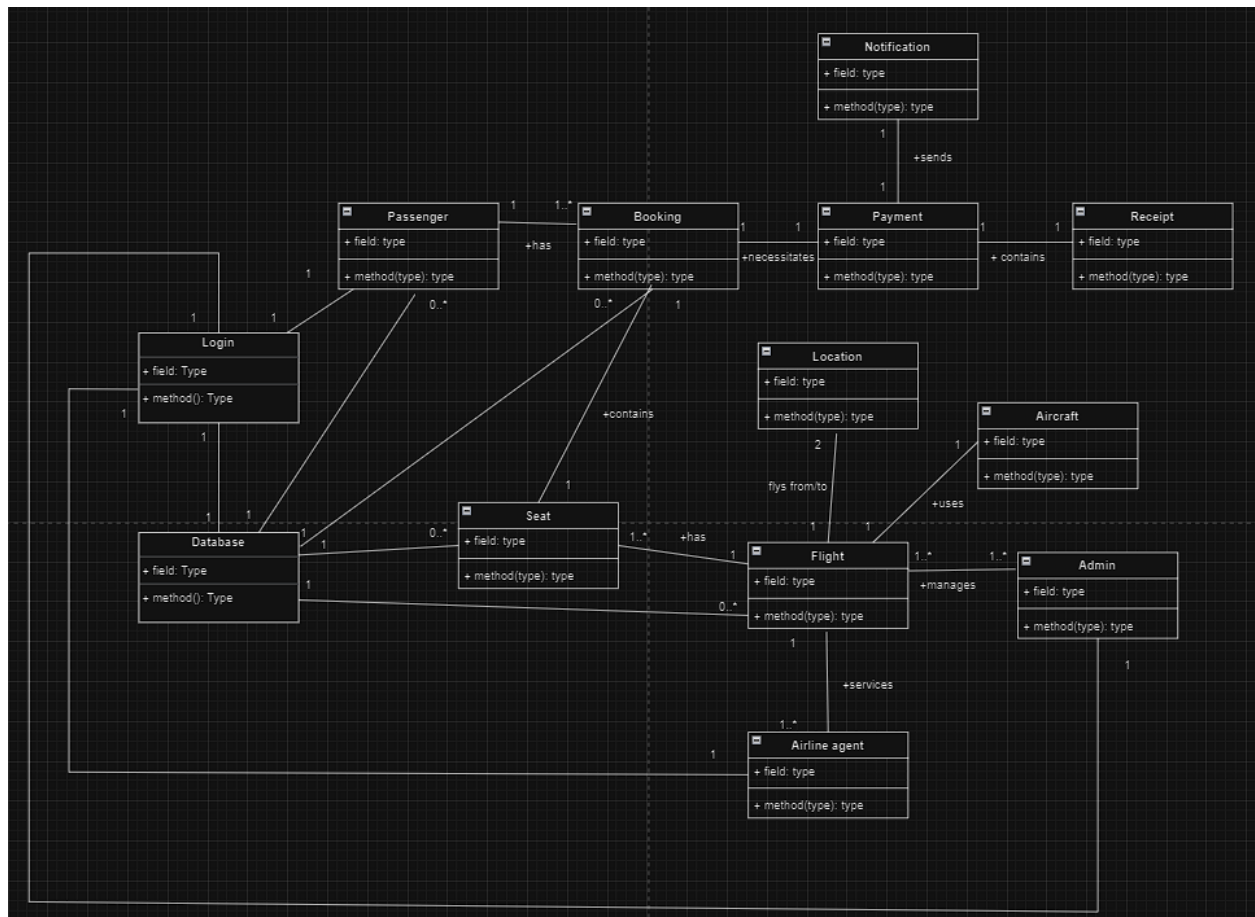 Notification
+ field: type
+ method(type): type
1
+sends
1
Passenger
+ field: type
+ method(type): type
1
1..*
+has
Booking
+ field: type
+ method(type): type
1
1
+necessitates
Payment
+ field: type
+ method(type): type
1
1
+ contains
Receipt
+ field: type
+ method(type): type
1
1
1
0..*
0..*
1
Login
+ field: Type
+ method(): Type
1
1
Location
+ field: type
+ method(type): type
2
flys from/to
1
Aircraft
+ field: type
+ method(type): type
1
+uses
1
+contains
1
1
1
1
1
Database
+ field: Type
+ method(): Type
0..*
Seat
+ field: type
+ method(type): type
1..*
+has
1
Flight
+ field: type
+ method(type): type
1..*
1..*
+manages
Admin
+ field: type
+ method(type): type
1
0..*
1
1
+services
1..*
1
Airline agent
+ field: type
+ method(type): type